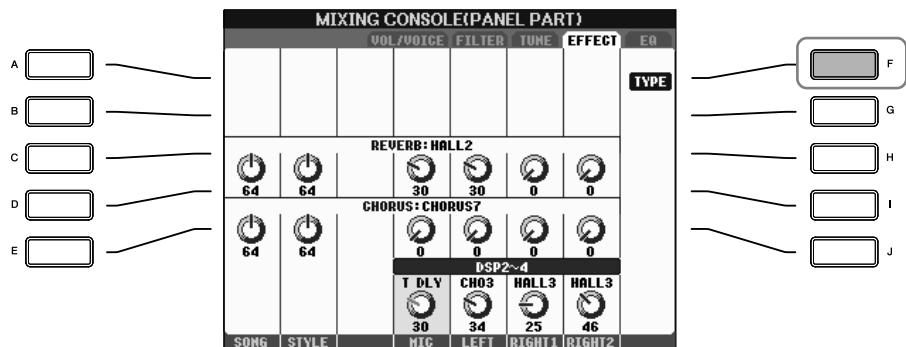 MIXING CONSOLE(PANEL PART)
VOL/VOICE FILTER TUNE EFFECT EQ
A F
TYPE
B G
REVERB:HALL2
C H
64 64 30 30 0 0
D I
CHORUS:CHORUS7
E J
64 64 0 0 0 0
DSP2~4
T DLY CHO3 HALL3 HALL3
30 34 25 46
SONG STYLE MIC LEFT RIGHT1 RIGHT2